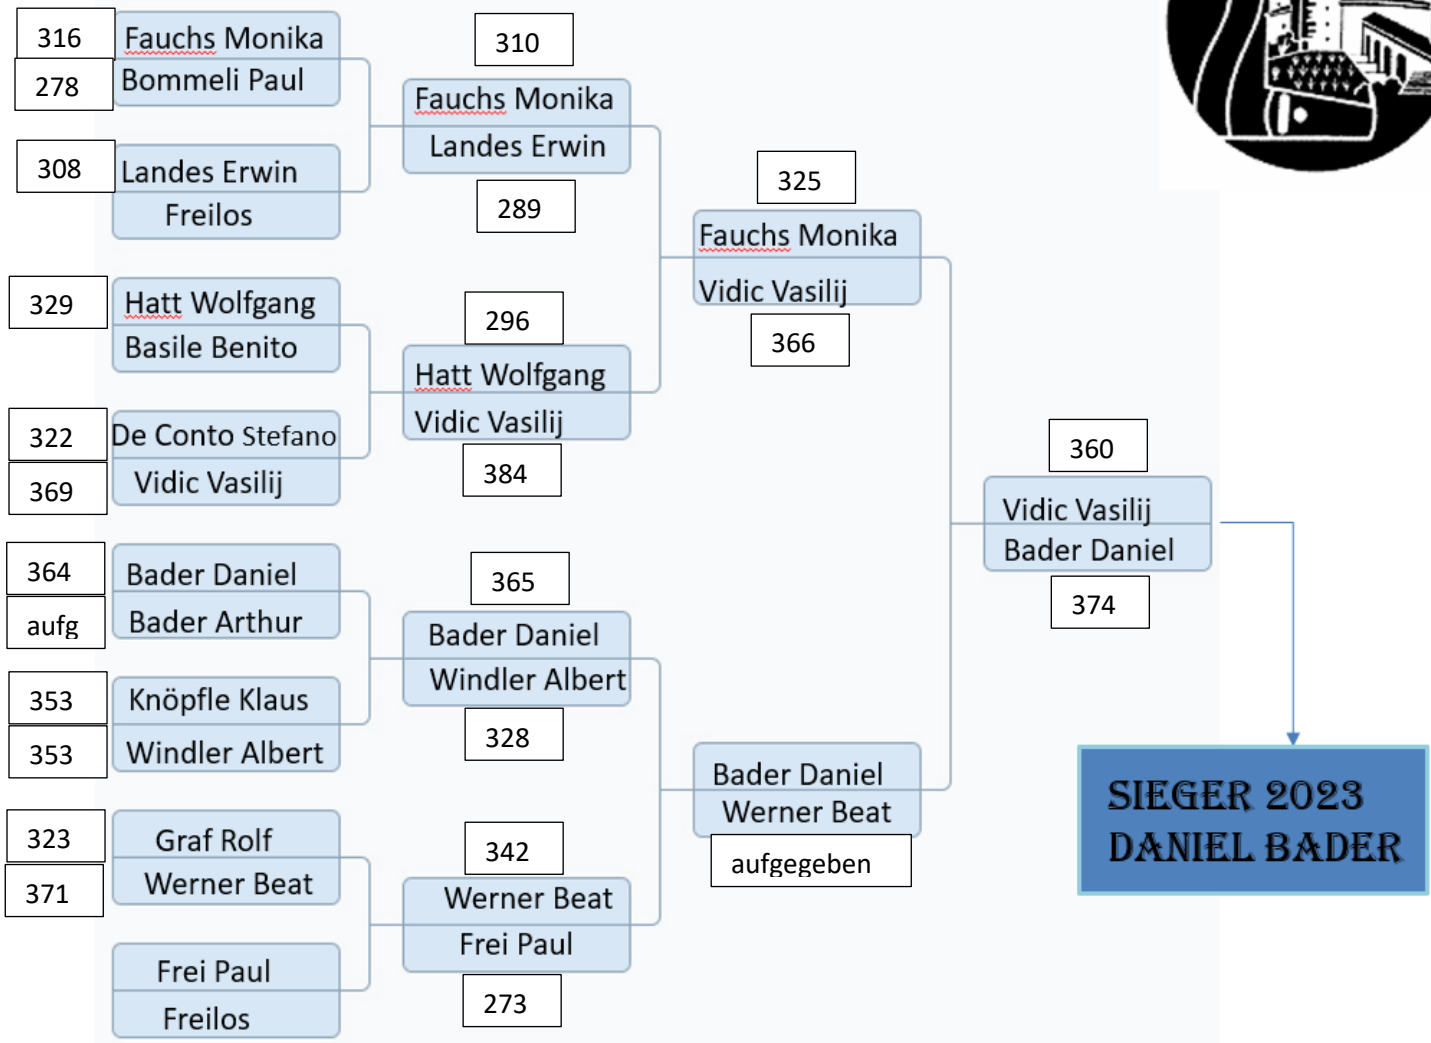 316
Fauchs Monika
278
Bommeli Paul
308
Landes Erwin
Freilos
329
Hatt Wolfgang
Basile Benito
322
De Conto Stefano
369
Vidic Vasilij
364
Bader Daniel
aufg
Bader Arthur
353
Knöpfle Klaus
353
Windler Albert
323
Graf Rolf
371
Werner Beat
Frei Paul
Freilos
310
Fauchs Monika
Landes Erwin
289
296
Hatt Wolfgang
Vidic Vasilij
384
365
Bader Daniel
Windler Albert
328
342
Werner Beat
Frei Paul
273
325
Fauchs Monika
Vidic Vasilij
366
Bader Daniel
Werner Beat
aufgegeben
360
Vidic Vasilij
Bader Daniel
374
SIEGER 2023
DANIEL BADER